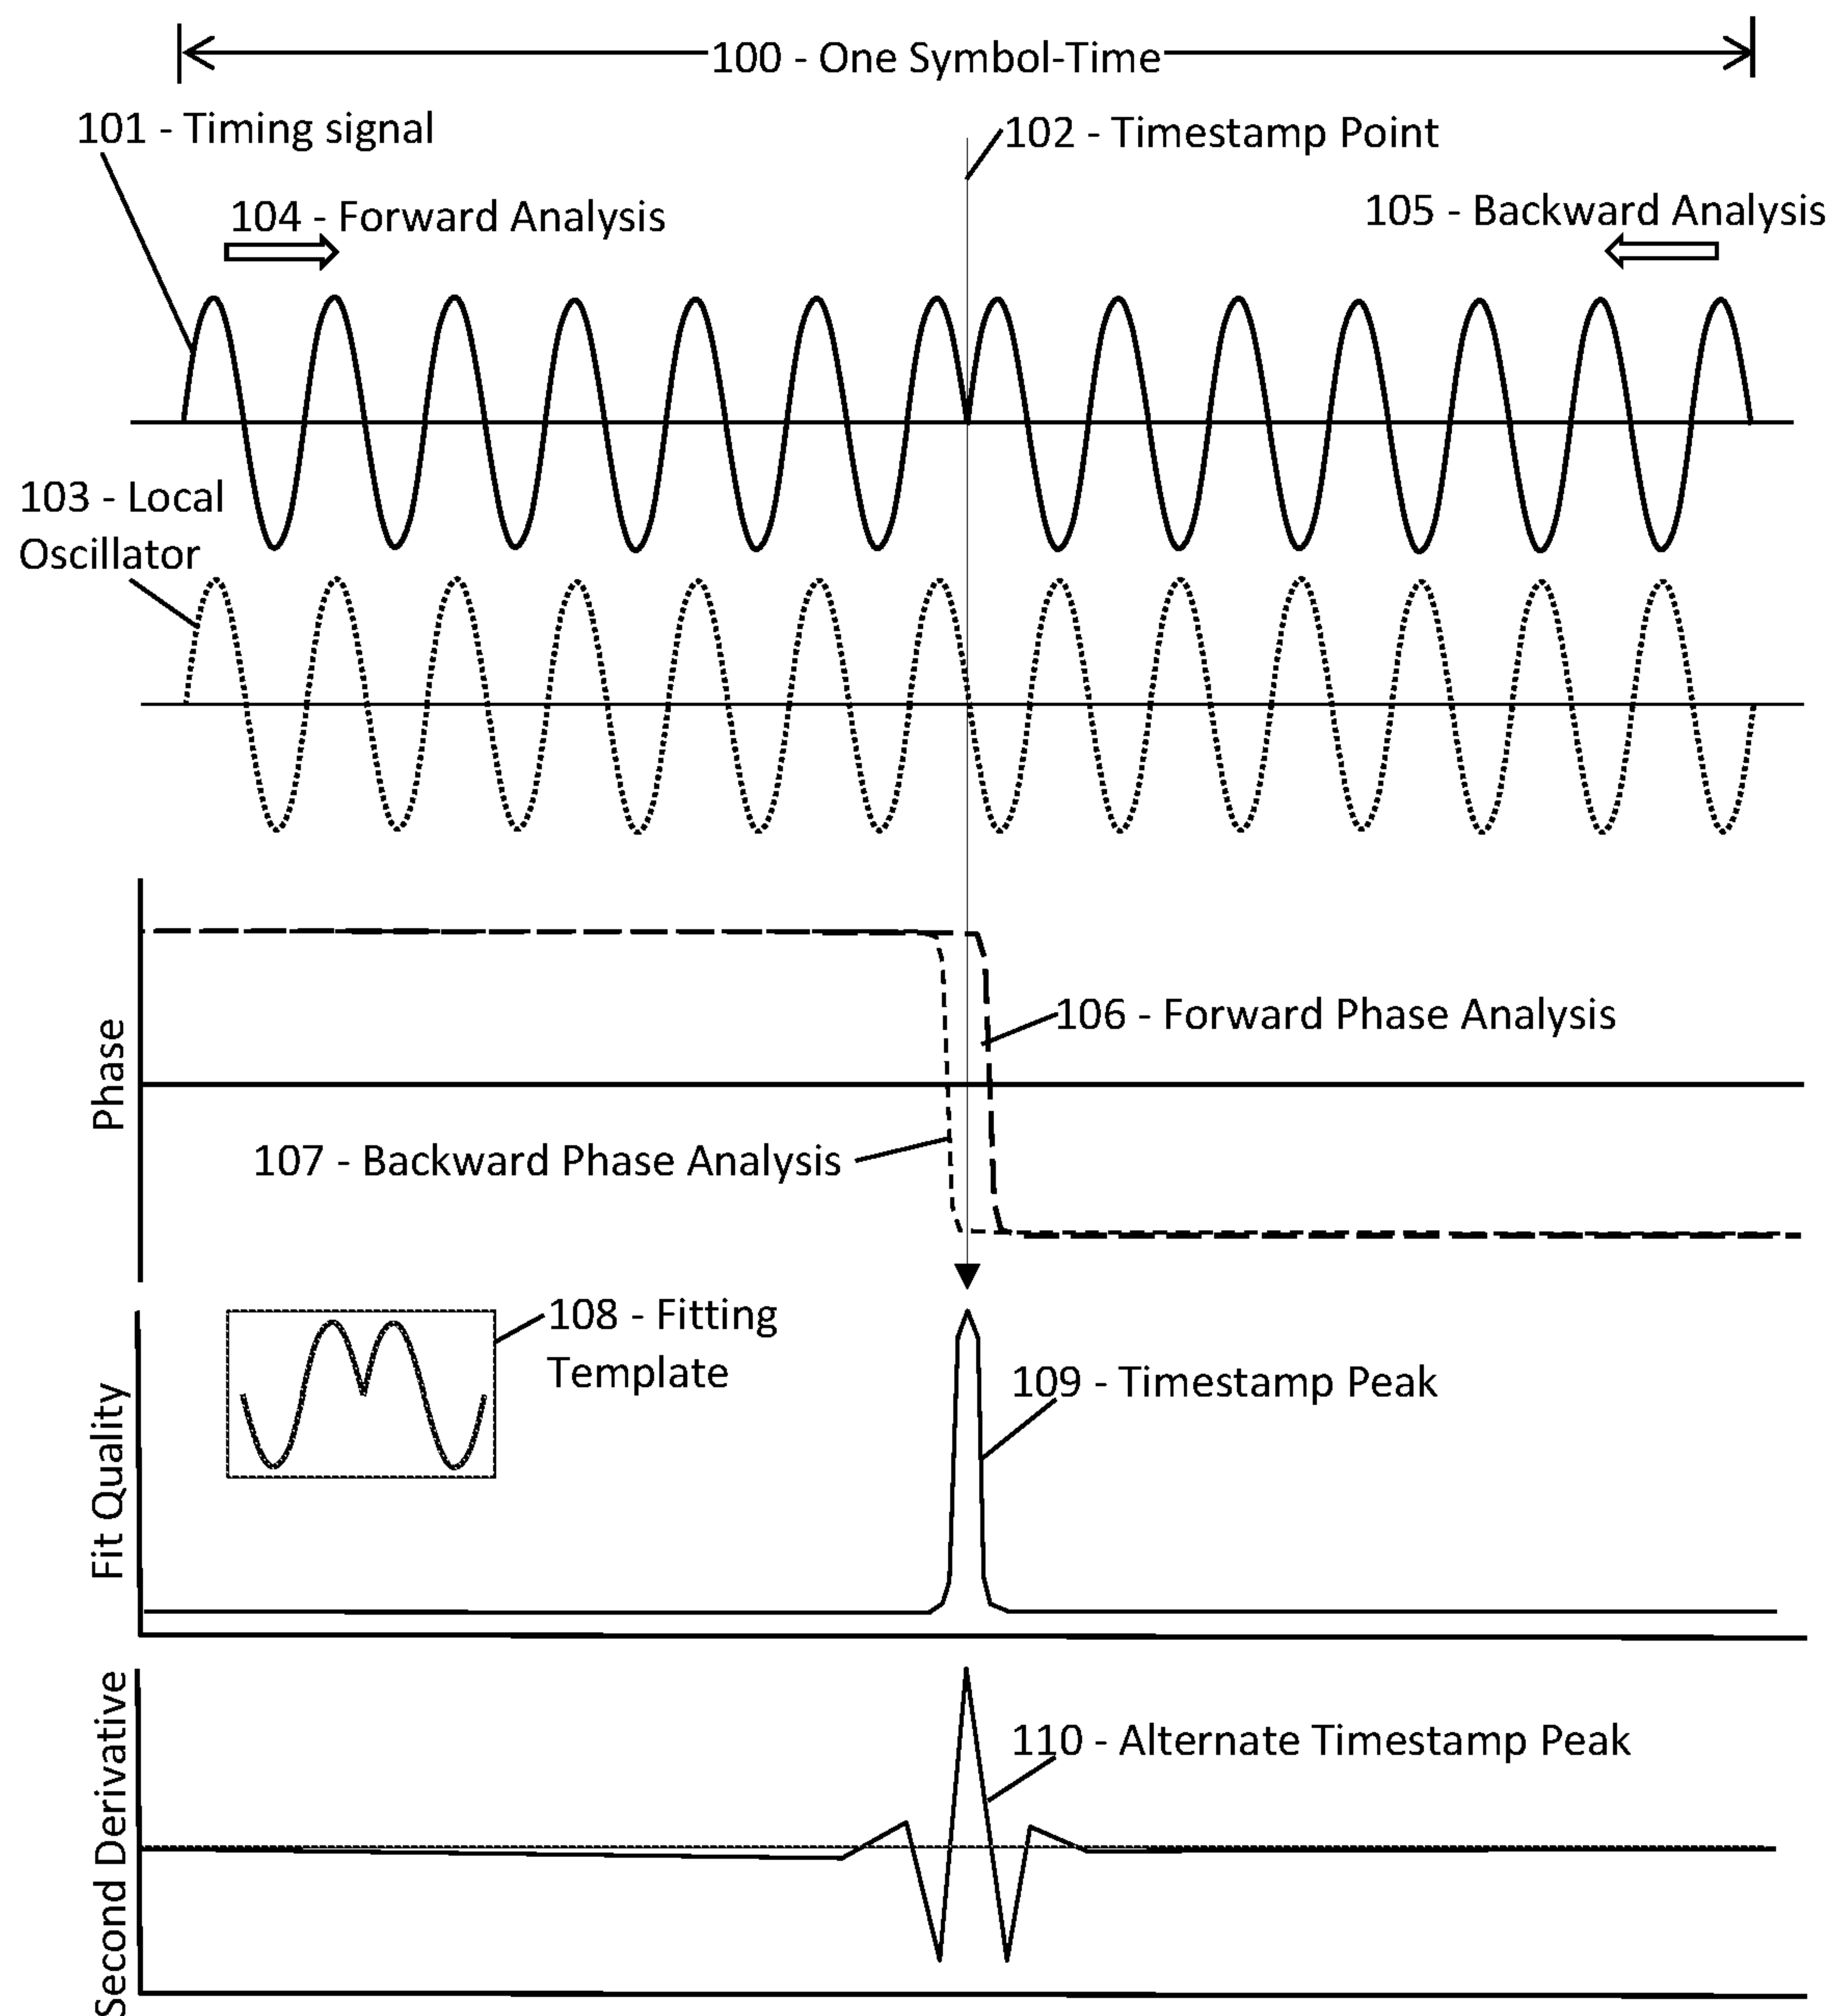 100 - One Symbol-Time
101 - Timing signal
102 - Timestamp Point
104 - Forward Analysis
105 - Backward Analysis
103 - Local
Oscillator
Phase
106 - Forward Phase Analysis
107 - Backward Phase Analysis
Fit Quality
108 - Fitting
Template
109 - Timestamp Peak
Second Derivative
110 - Alternate Timestamp Peak